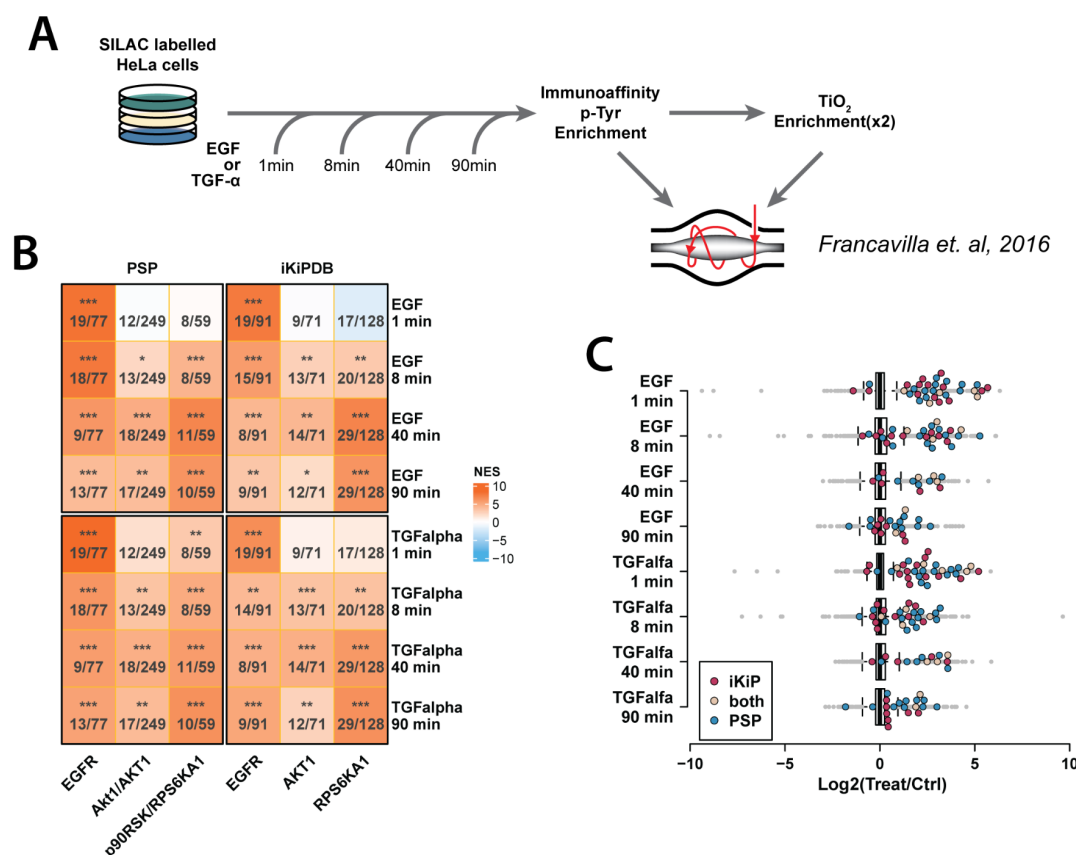 A
SILAC labelled
HeLa cells
EGF
or
TGF-α
1min
8min
40min
90min
Immunoaffinity
p-Tyr
Enrichment
TiO2
Enrichment(x2)
Francavilla et. al, 2016
B
PSP
iKiPDB
*** *** EGF
19/77 12/249 8/59 19/91 9/71 17/128 1 min
*** * *** *** ** ** EGF
18/77 13/249 8/59 15/91 13/71 20/128 8 min
*** *** *** *** ** *** EGF
9/77 18/249 11/59 8/91 14/71 29/128 40 min
*** ** *** ** * *** EGF
13/77 17/249 10/59 9/91 12/71 29/128 90 min
*** ** *** TGFalpha
19/77 12/249 8/59 19/91 9/71 17/128 1 min
*** ** *** ** *** ** TGFalpha
18/77 13/249 8/59 14/91 13/71 20/128 8 min
*** *** *** *** *** *** TGFalpha
9/77 18/249 11/59 8/91 14/71 29/128 40 min
*** ** *** *** ** *** TGFalpha
13/77 17/249 10/59 9/91 12/71 29/128 90 min
EGFR
Akt1/AKT1
p90RSK/RPS6KA1
EGFR
AKT1
RPS6KA1
NES
10
5
0
−5
−10
C
EGF
1 min
EGF
8 min
EGF
40 min
EGF
90 min
TGFalfa
1 min
TGFalfa
8 min
TGFalfa
40 min
TGFalfa
90 min
iKiP
both
PSP
−10 −5 0 5 10
Log2(Treat/Ctrl)